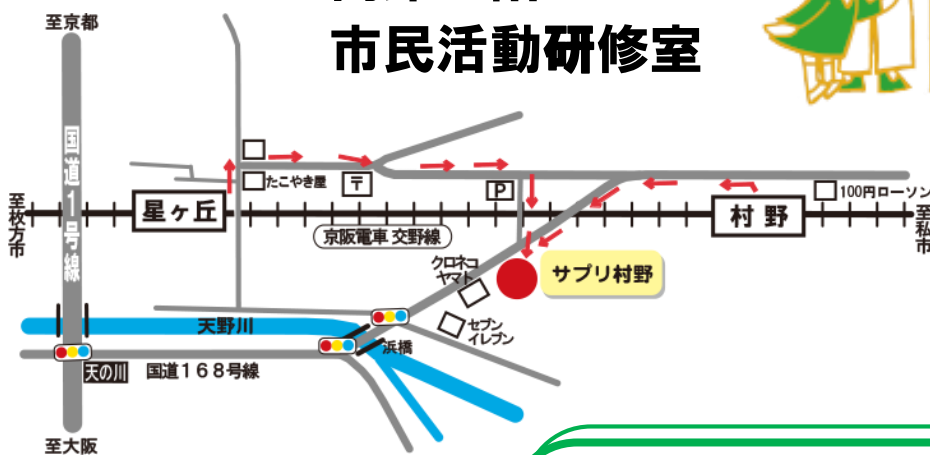 市民活動研修室
至京都
国道1号線
たこやき屋
〒
P
100円ローソン
至枚方市
星ヶ丘
村野
至私市
京阪電車 交野線
クロネコ
ヤマト
サプリ村野
セブン
イレブン
天野川
浜橋
天の川
国道168号線
至大阪